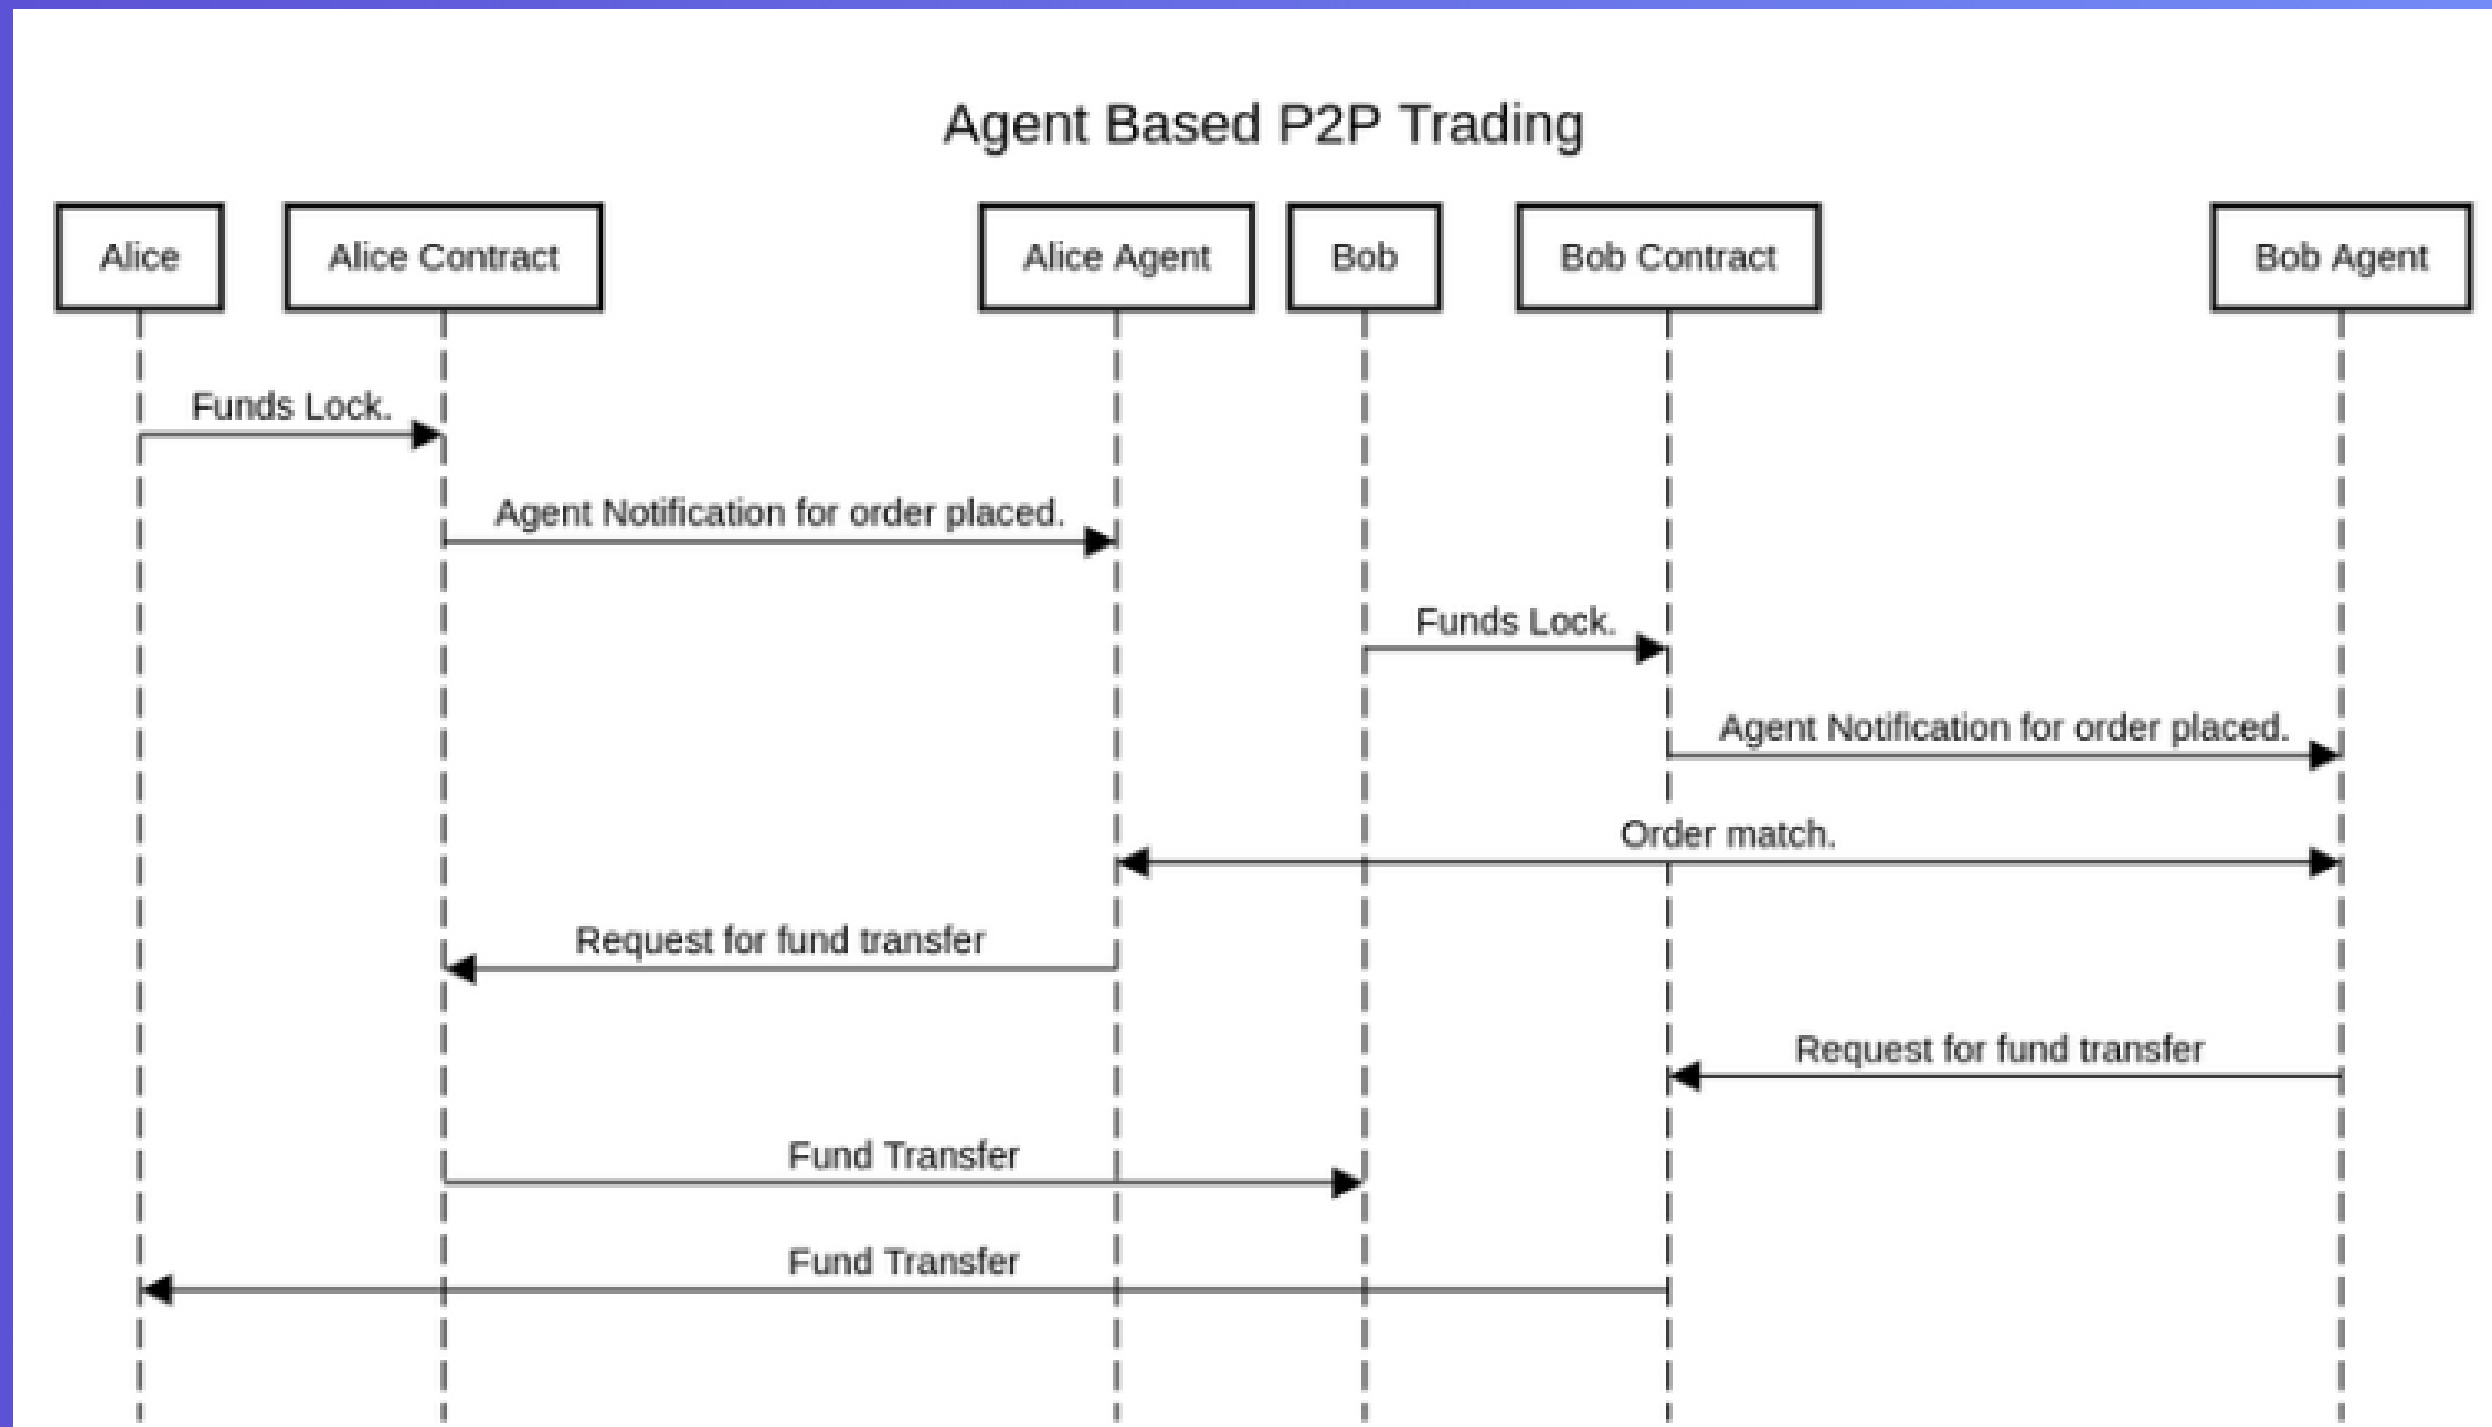 Agent Based P2P Trading
Alice
Alice Contract
Alice Agent
Bob
Bob Contract
Bob Agent
Funds Lock.
Agent Notification for order placed.
Funds Lock.
Agent Notification for order placed.
Order match.
Request for fund transfer
Request for fund transfer
Fund Transfer
Fund Transfer